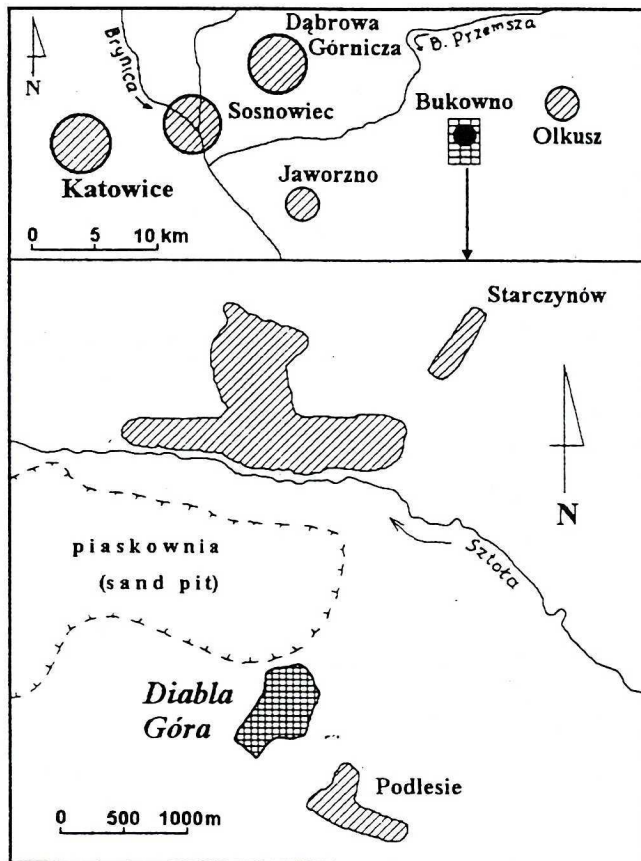 Dąbrowa
Górnicza
Brynica
B. Przemsza
N
Sosnowiec
Bukowno
Olkusz
Katowice
Jaworzno
0 5 10 km
Starczynów
N
piaskownia
(sand pit)
Sztoła
Diabla
Góra
Podlesie
0 500 1000m